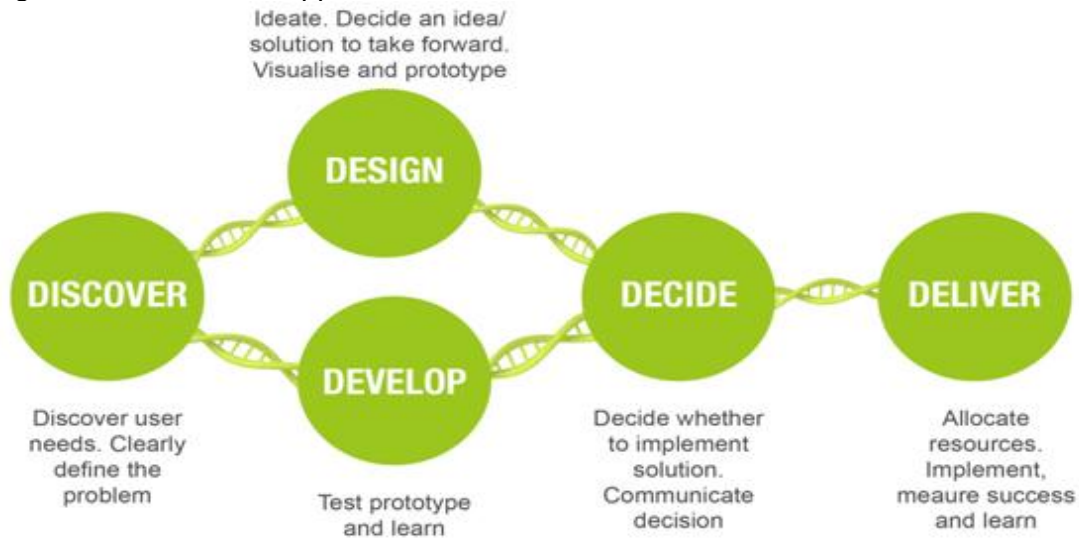 Ideate. Decide an idea/
solution to take forward.
Visualise and prototype
DESIGN
DISCOVER
DECIDE
DELIVER
DEVELOP
Discover user
needs. Clearly
define the
problem
Test prototype
and learn
Decide whether
to implement
solution.
Communicate
decision
Allocate
resources.
Implement,
meaure success
and learn